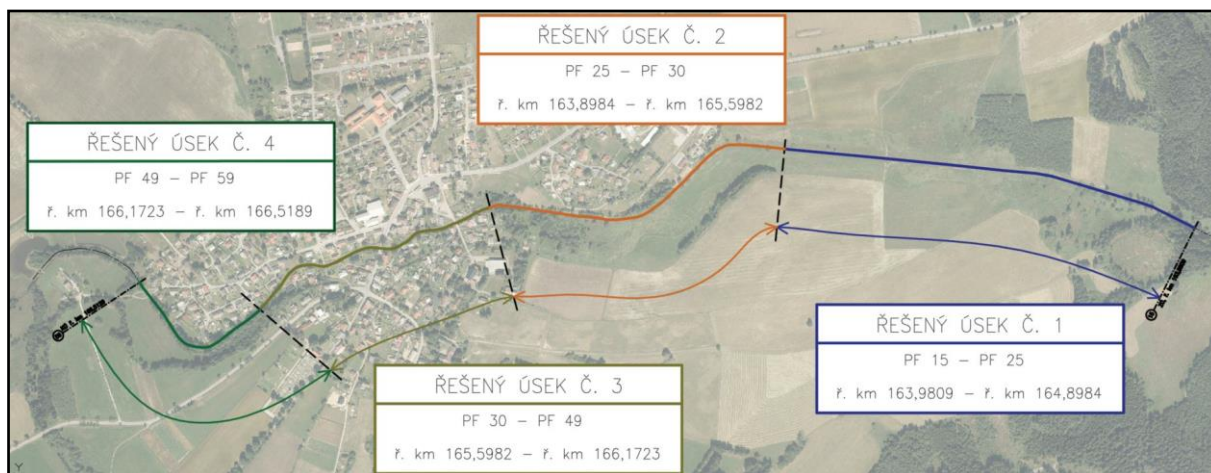 ŘEŠENÝ ÚSEK Č. 2
PF 25 – PF 30
ř. km 163,8984 – ř. km 165,5982
ŘEŠENÝ ÚSEK Č. 4
PF 49 – PF 59
ř. km 166,1723 – ř. km 166,5189
ŘEŠENÝ ÚSEK Č. 1
PF 15 – PF 25
ř. km 163,9809 – ř. km 164,8984
ŘEŠENÝ ÚSEK Č. 3
PF 30 – PF 49
ř. km 165,5982 – ř. km 166,1723
Y